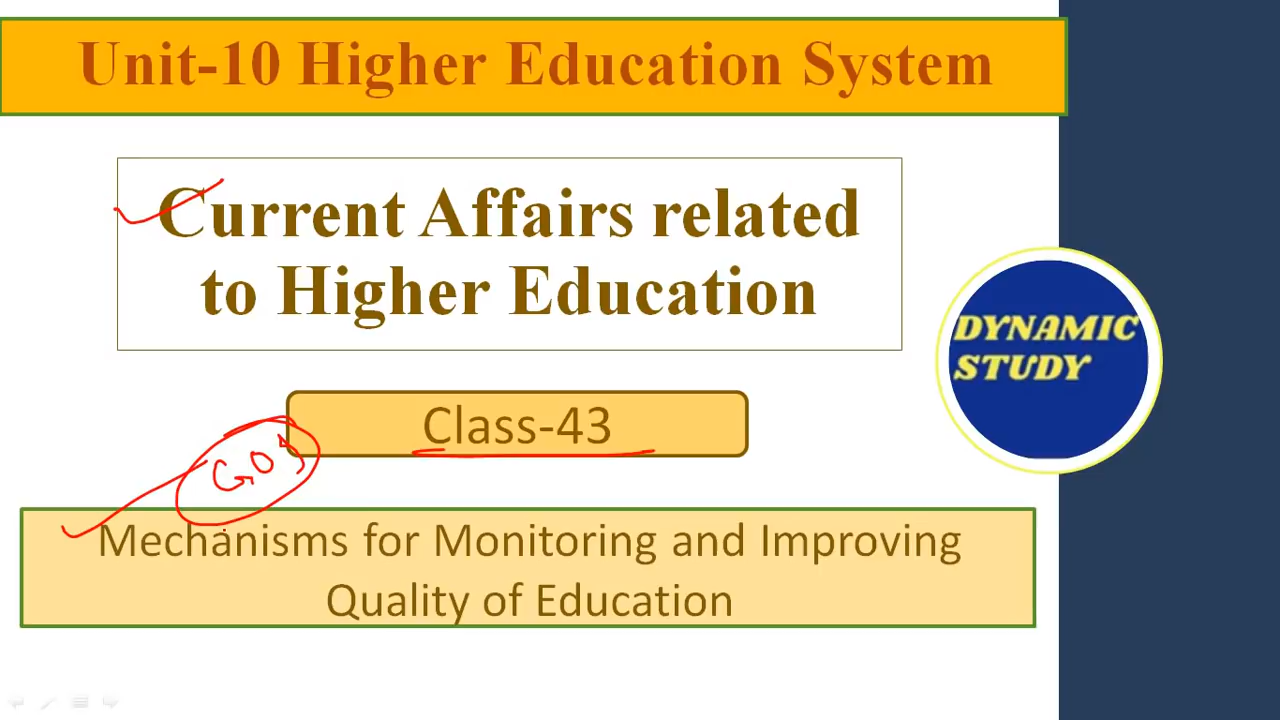 Unit-10 Higher Education System
Current Affairs related
to Higher Education
DYNAMIC
STUDY
Class-43
Mechanisms for Monitoring and Improving
Quality of Education